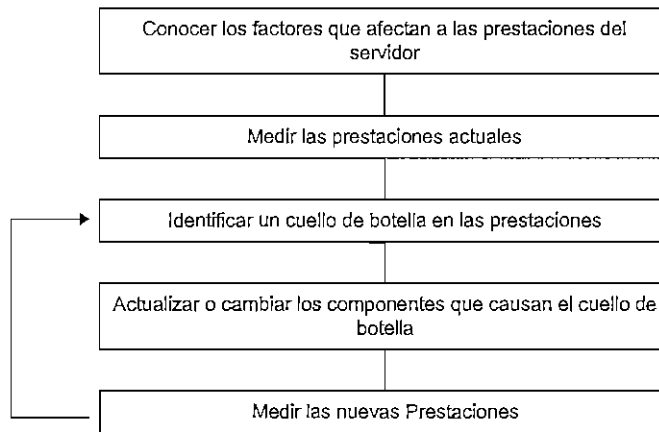 Conocer los factores que afectan a las prestaciones del
servidor
Medir las prestaciones actuales
Identificar un cuello de botella en las prestaciones
Actualizar o cambiar los componentes que causan el cuello de
botella
Medir las nuevas Prestaciones